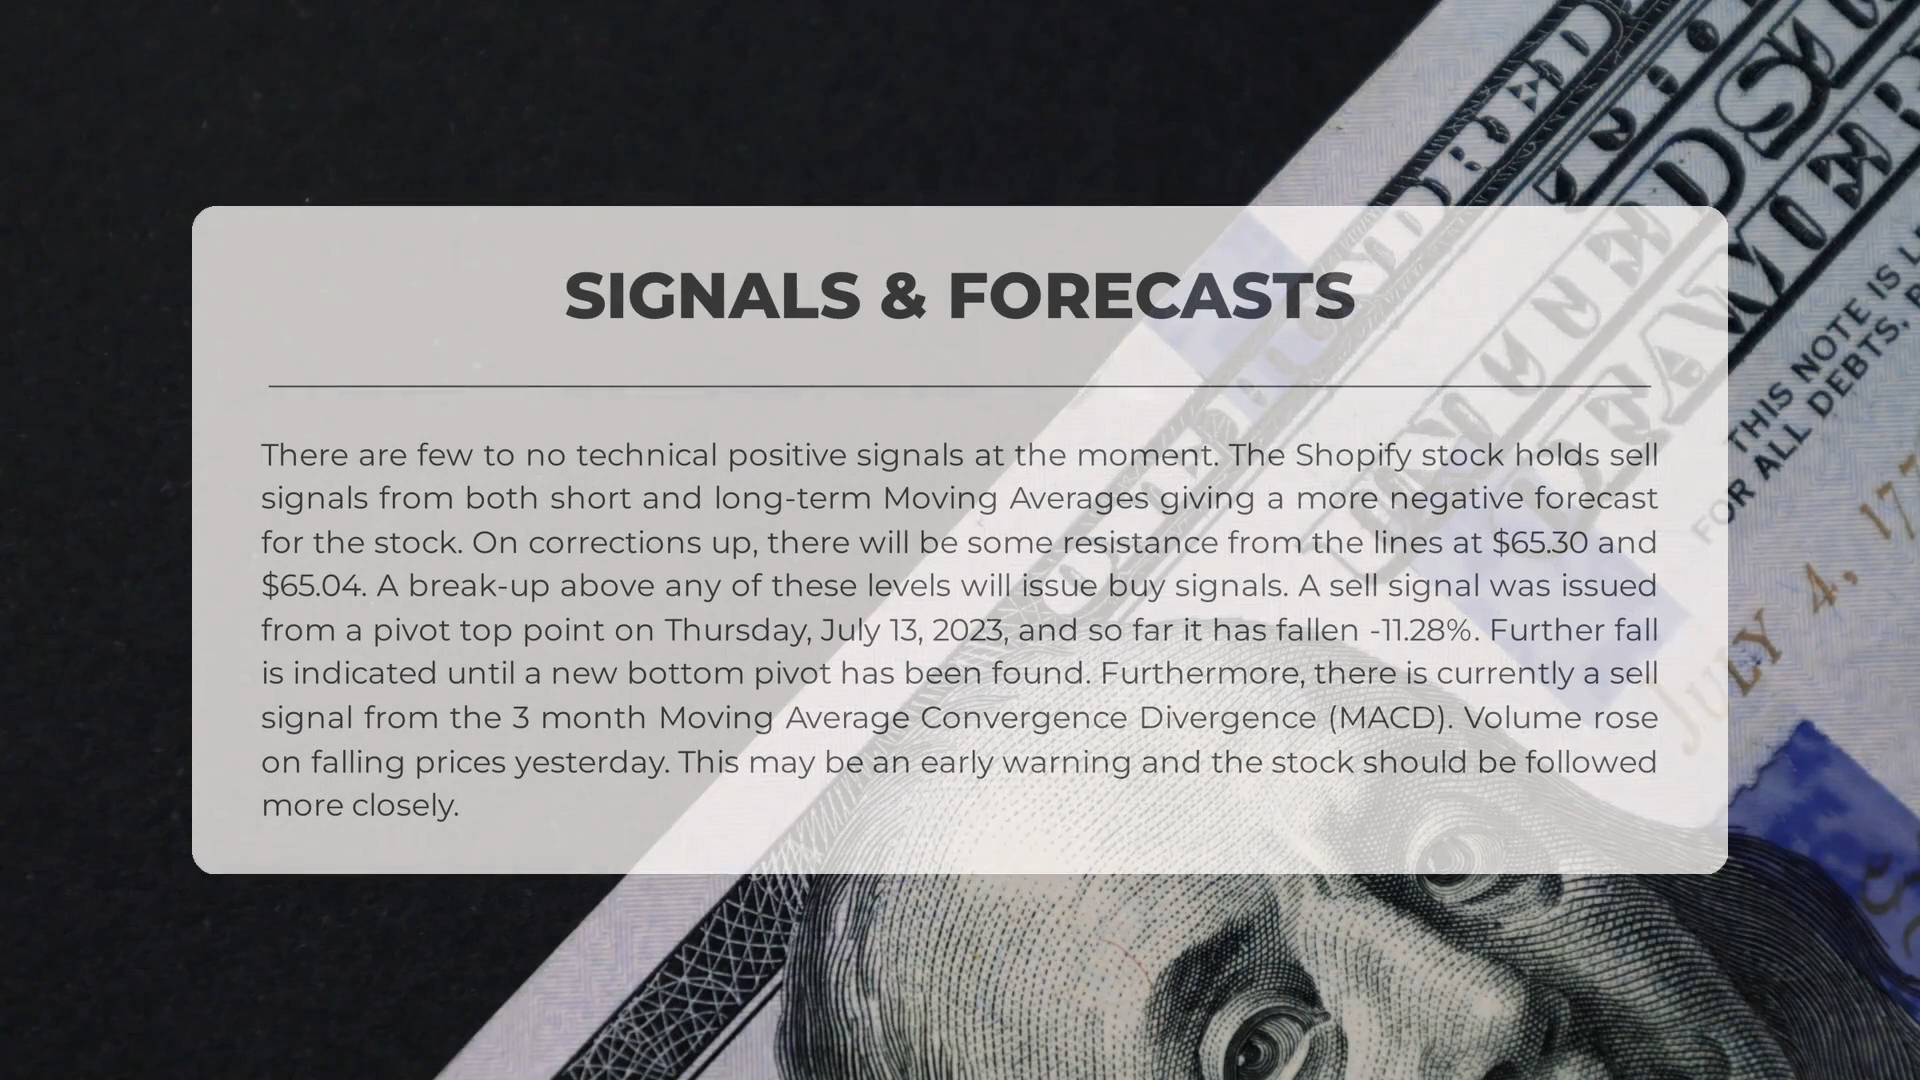 SIGNALS & FORECASTS
There are few to no technical positive signals at the moment. The Shopify stock holds sell
signals from both short and long-term Moving Averages giving a more negative forecast
for the stock. On corrections up, there will be some resistance from the lines at $65.30 and
$65.04. A break-up above any of these levels will issue buy signals. A sell signal was issued
from a pivot top point on Thursday, July 13, 2023, and so far it has fallen -11.28%. Further fall
is indicated until a new bottom pivot has been found. Furthermore, there is currently a sell
signal from the 3 month Moving Average Convergence Divergence (MACD). Volume rose
on falling prices yesterday. This may be an early warning and the stock should be followed
more closely.
THIS NOTE IS
FOR ALL DEBTS,
JULY 4,